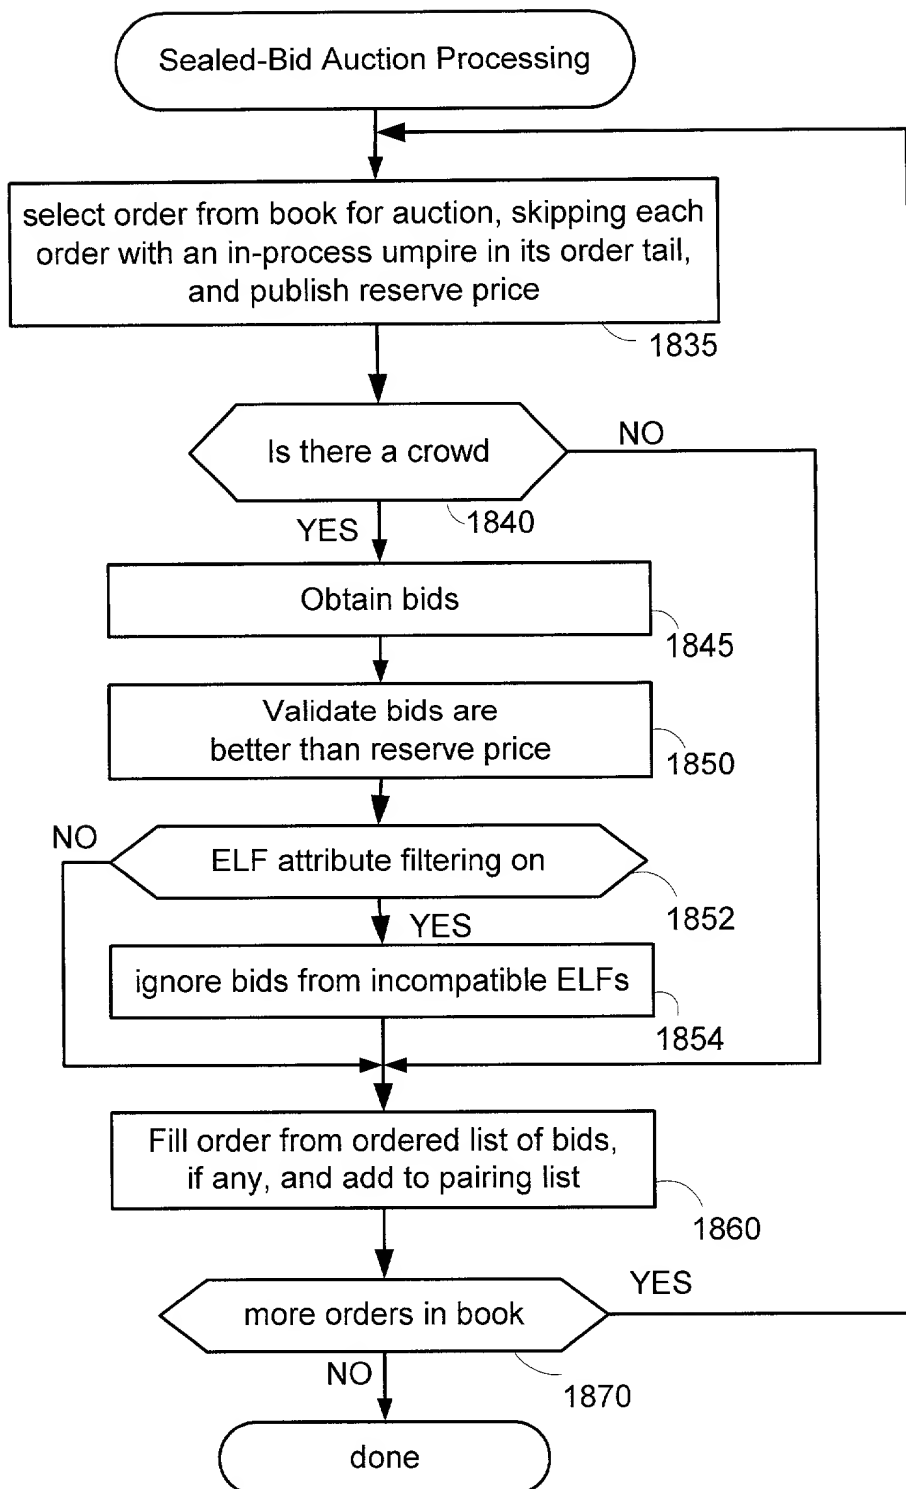 Sealed-Bid Auction Processing
select order from book for auction, skipping each
order with an in-process umpire in its order tail,
and publish reserve price
1835
Is there a crowd
NO
1840
YES
Obtain bids
1845
Validate bids are
better than reserve price
1850
NO
ELF attribute filtering on
1852
YES
ignore bids from incompatible ELFs
1854
Fill order from ordered list of bids,
if any, and add to pairing list
1860
YES
more orders in book
NO
1870
done